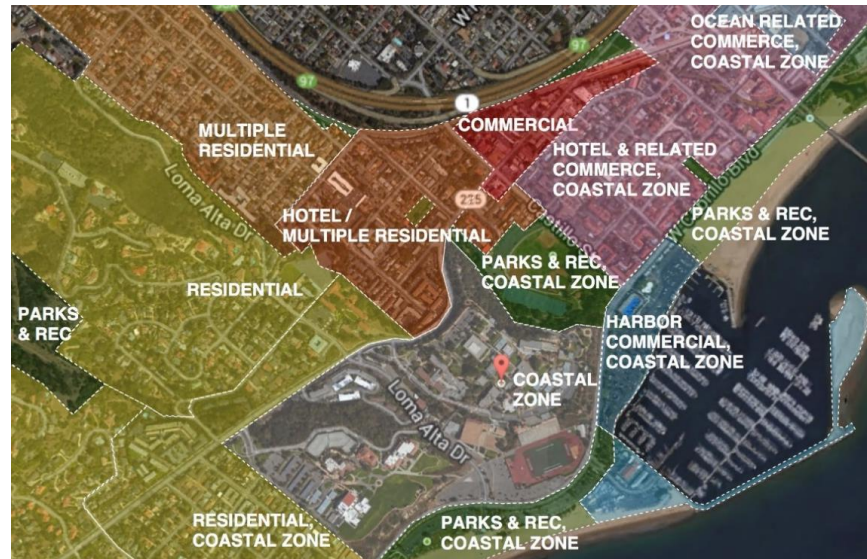 OCEAN RELATED
COMMERCE,
COASTAL ZONE
97
97
1
COMMERCIAL
MULTIPLE
RESIDENTIAL
HOTEL & RELATED
COMMERCE,
COASTAL ZONE
Loma Alta Dr
225
HOTEL /
MULTIPLE RESIDENTIAL
PARKS & REC,
COASTAL ZONE
PARKS & REC,
COASTAL ZONE
RESIDENTIAL
PARKS
& REC
HARBOR
COMMERCIAL,
COASTAL ZONE
COASTAL
ZONE
Loma Alta Dr
RESIDENTIAL,
COASTAL ZONE
PARKS & REC,
COASTAL ZONE